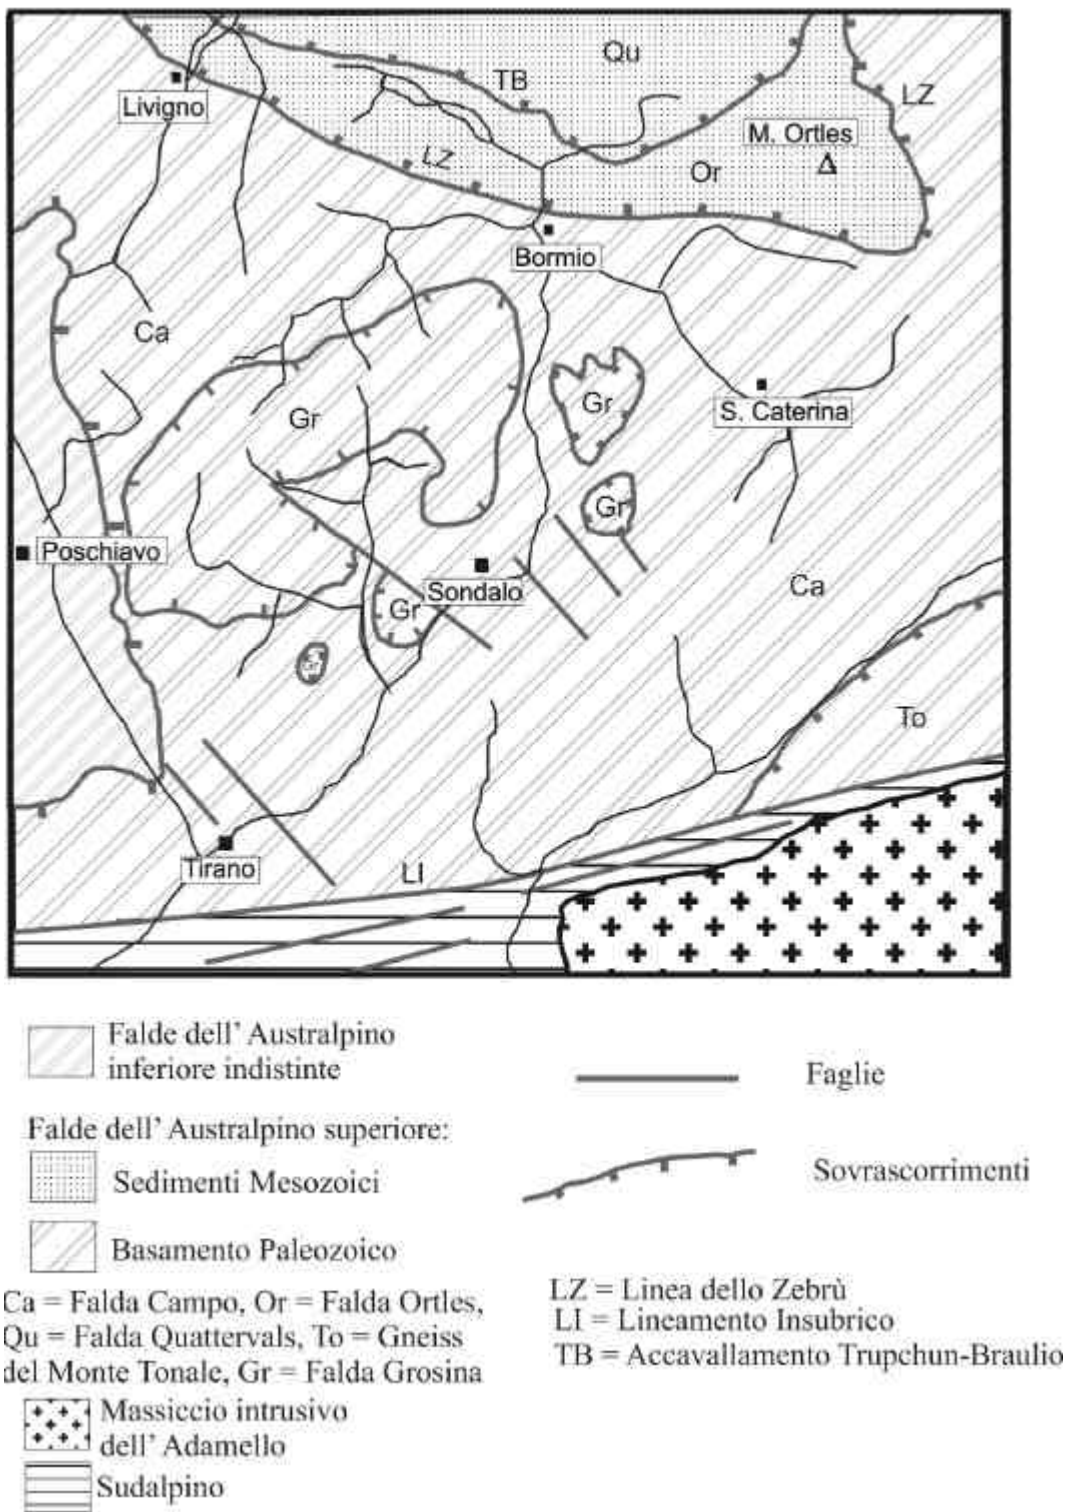 Qu
TB
LZ
Livigno
M. Ortles
LZ
Or
Bormio
Ca
Gr
Gr
S. Caterina
Gr
Poschiavo
Sondalo
Ca
Gr
Gr
To
Tirano
LI
Falde dell' Australpino
inferiore indistinte
Faglie
Falde dell' Australpino superiore:
Sedimenti Mesozoici
Sovrascorrimenti
Basamento Paleozoico
Ca = Falda Campo, Or = Falda Ortles,
Qu = Falda Quattervals, To = Gneiss
del Monte Tonale, Gr = Falda Grosina
LZ = Linea dello Zebrù
LI = Lineamento Insubrico
TB = Accavallamento Trupchun-Braulio
Massiccio intrusivo
dell' Adamello
Sudalpino